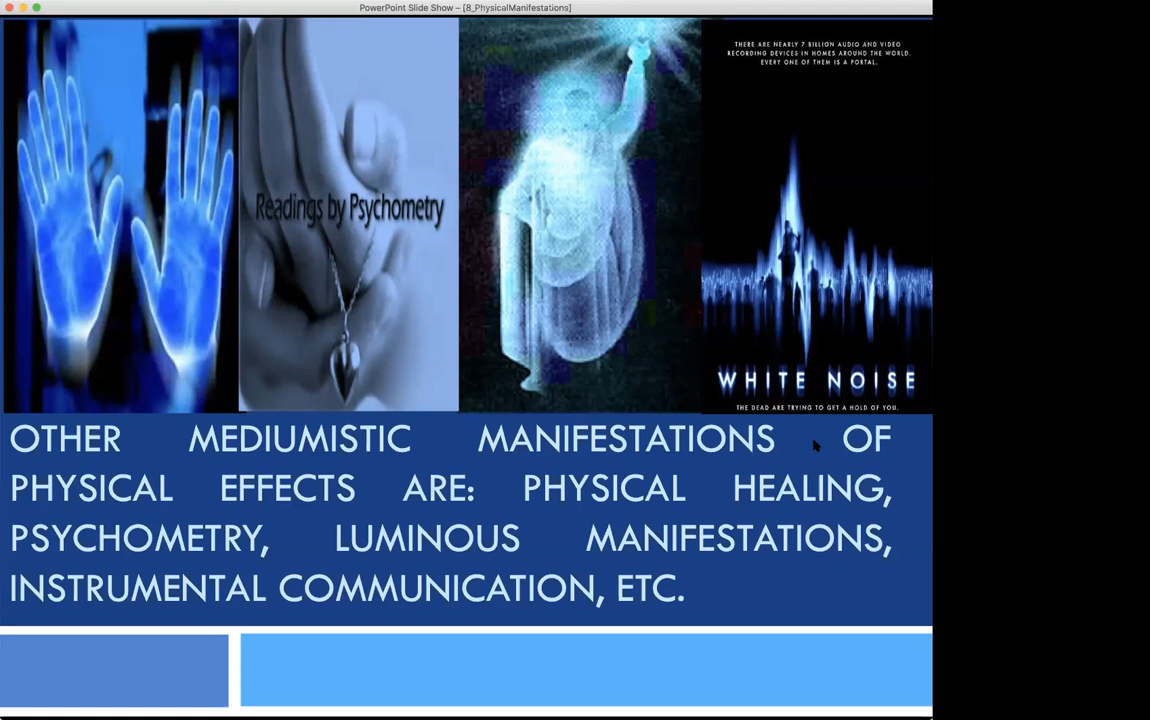 PowerPoint Slide Show – [8_PhysicalManifestations]
THERE ARE NEARLY 7 BILLION AUDIO AND VIDEO
RECORDING DEVICES IN HOMES AROUND THE WORLD.
EVERY ONE OF THEM IS A PORTAL.
Readings by Psychometry
WHITE NOISE
THE DEAD ARE TRYING TO GET A HOLD OF YOU.
OTHER MEDIUMISTIC MANIFESTATIONS OF
PHYSICAL EFFECTS ARE: PHYSICAL HEALING,
PSYCHOMETRY, LUMINOUS MANIFESTATIONS,
INSTRUMENTAL COMMUNICATION, ETC.